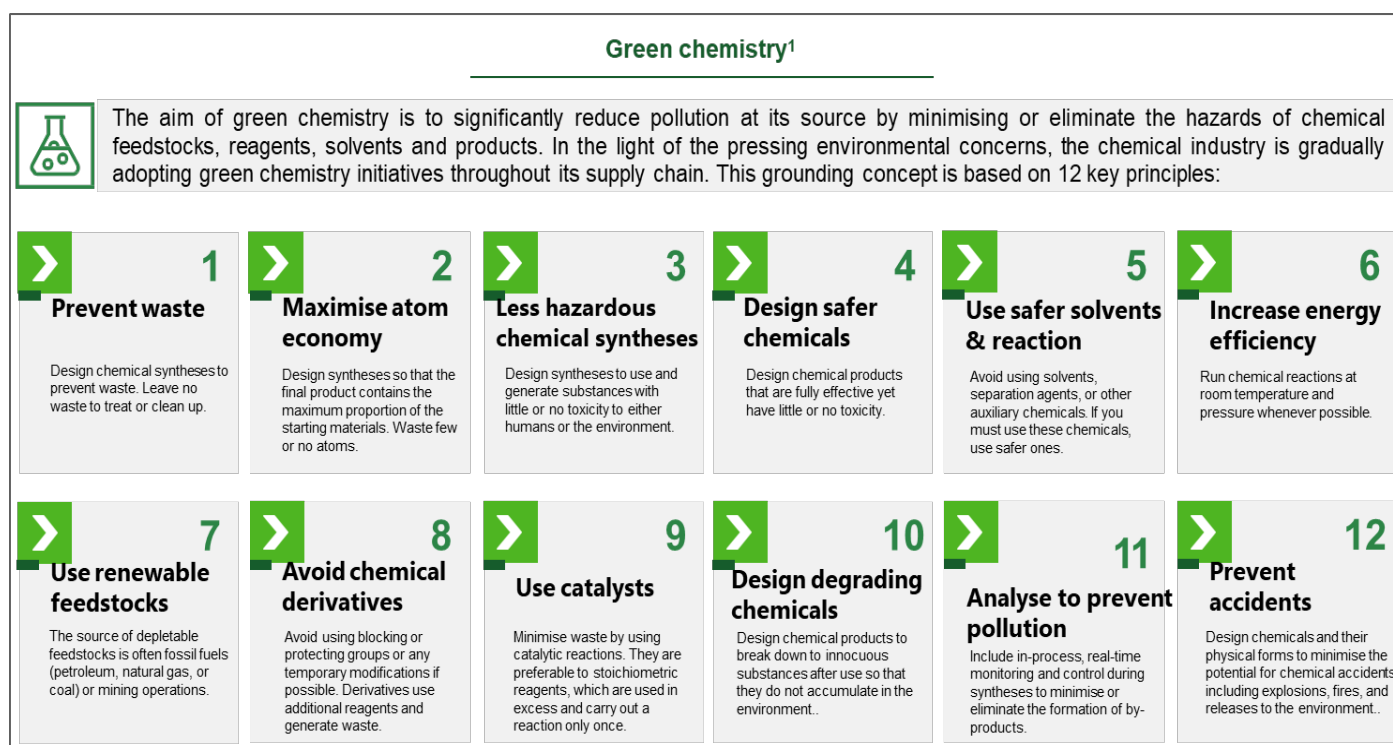 Green chemistry¹
The aim of green chemistry is to significantly reduce pollution at its source by minimising or eliminate the hazards of chemical
feedstocks, reagents, solvents and products. In the light of the pressing environmental concerns, the chemical industry is gradually
adopting green chemistry initiatives throughout its supply chain. This grounding concept is based on 12 key principles:
1
Prevent waste
Design chemical syntheses to
prevent waste. Leave no
waste to treat or clean up.
2
Maximise atom
economy
Design syntheses so that the
final product contains the
maximum proportion of the
starting materials. Waste few
or no atoms.
3
Less hazardous
chemical syntheses
Design syntheses to use and
generate substances with
little or no toxicity to either
humans or the environment.
4
Design safer
chemicals
Design chemical products
that are fully effective yet
have little or no toxicity.
5
Use safer solvents
& reaction
Avoid using solvents,
separation agents, or other
auxiliary chemicals. If you
must use these chemicals,
use safer ones.
6
Increase energy
efficiency
Run chemical reactions at
room temperature and
pressure whenever possible.
7
Use renewable
feedstocks
The source of depletable
feedstocks is often fossil fuels
(petroleum, natural gas, or
coal) or mining operations.
8
Avoid chemical
derivatives
Avoid using blocking or
protecting groups or any
temporary modifications if
possible. Derivatives use
additional reagents and
generate waste.
9
Use catalysts
Minimise waste by using
catalytic reactions. They are
preferable to stoichiometric
reagents, which are used in
excess and carry out a
reaction only once.
10
Design degrading
chemicals
Design chemical products to
break down to innocuous
substances after use so that
they do not accumulate in the
environment..
11
Analyse to prevent
pollution
Include in-process, real-time
monitoring and control during
syntheses to minimise or
eliminate the formation of by-
products.
12
Prevent
accidents
Design chemicals and their
physical forms to minimise the
potential for chemical accidents
including explosions, fires, and
releases to the environment..